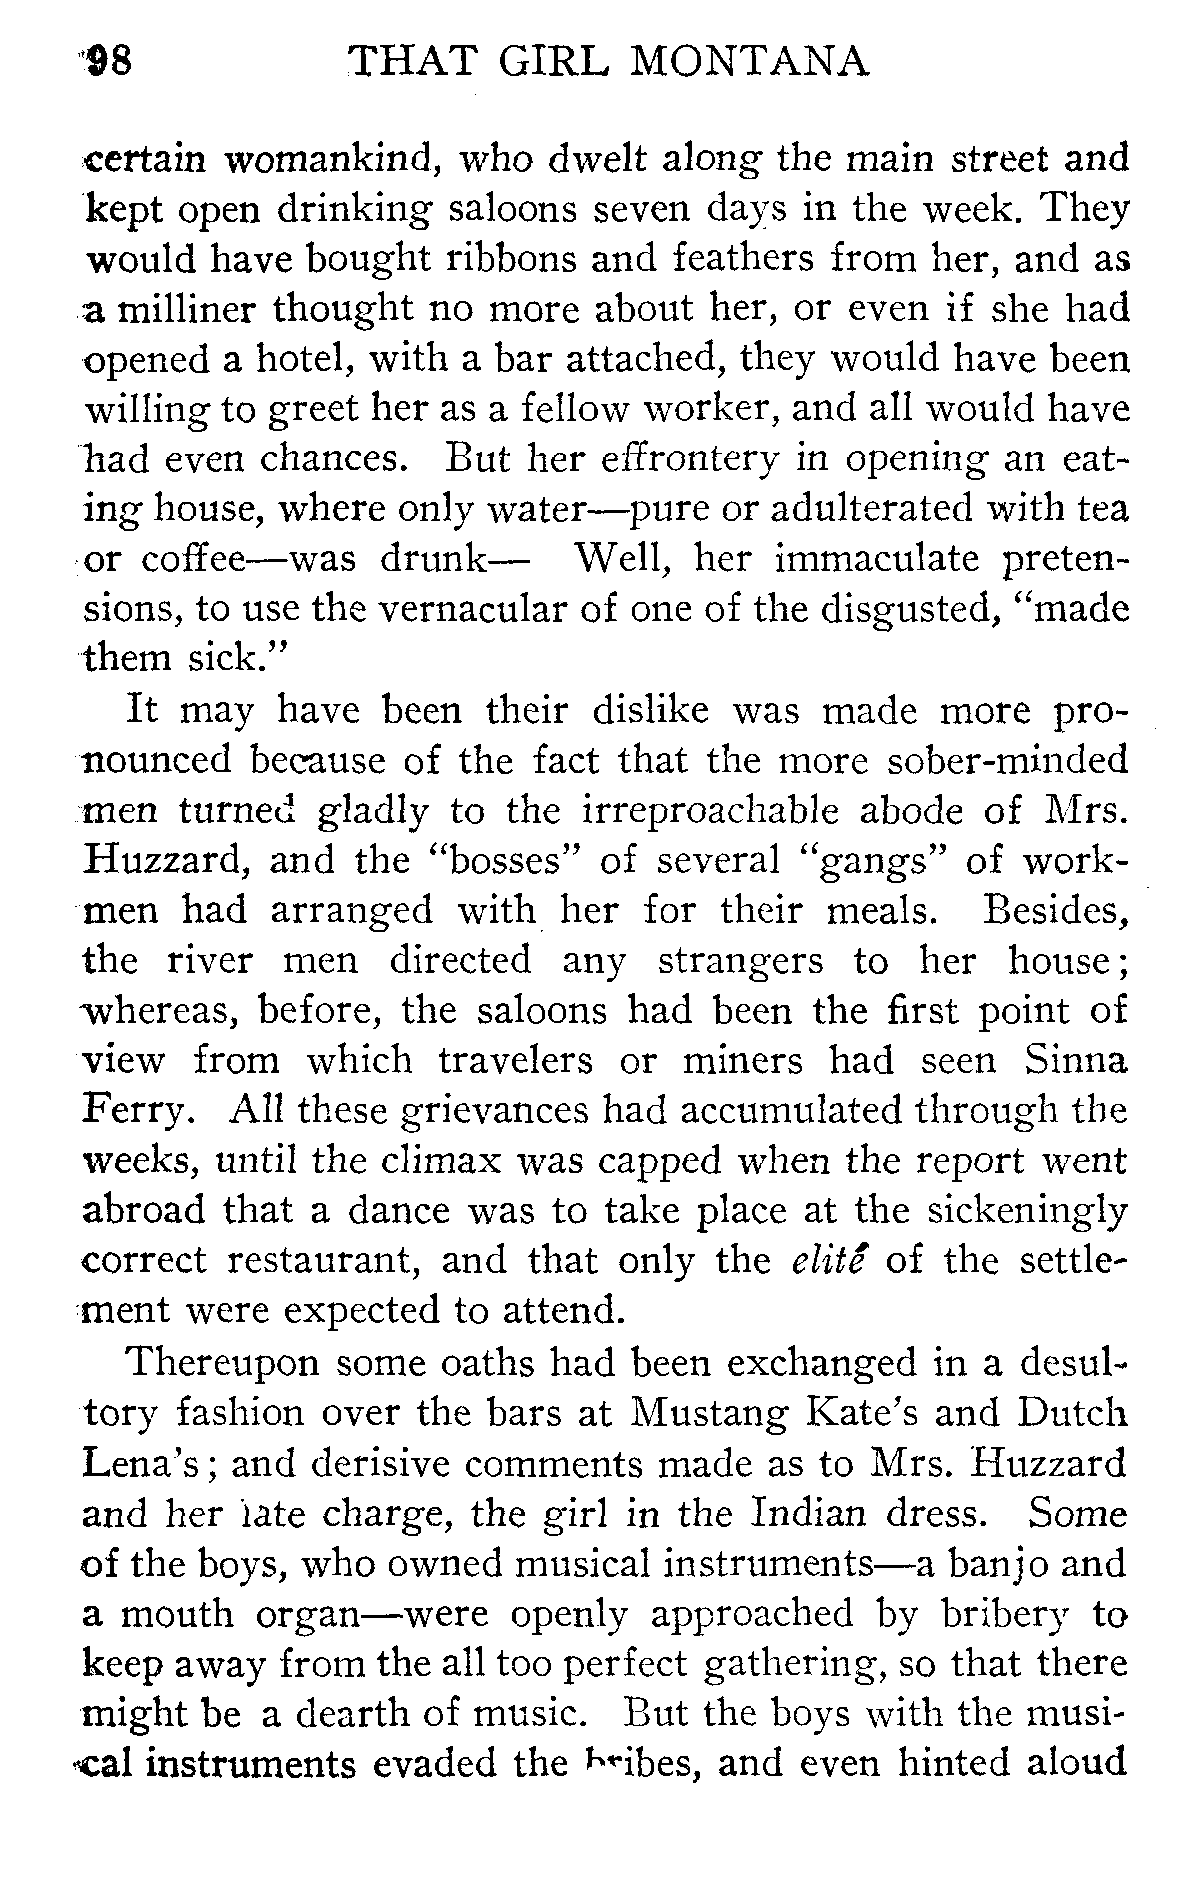 98 THAT GIRL MONTANA
certain womankind, who dwelt along the main street and
kept open drinking saloons seven days in the week. They
would have bought ribbons and feathers from her, and as
a milliner thought no more about her, or even if she had
opened a hotel, with a bar attached, they would have been
willing to greet her as a fellow worker, and all would have
had even chances. But her effrontery in opening an eat-
ing house, where only water—pure or adulterated with tea
or coffee—was drunk— Well, her immaculate preten-
sions, to use the vernacular of one of the disgusted, “made
them sick.”
It may have been their dislike was made more pro-
nounced because of the fact that the more sober-minded
men turned gladly to the irreproachable abode of Mrs.
Huzzard, and the “bosses” of several “gangs” of work-
men had arranged with her for their meals. Besides,
the river men directed any strangers to her house;
whereas, before, the saloons had been the first point of
view from which travelers or miners had seen Sinna
Ferry. All these grievances had accumulated through the
weeks, until the climax was capped when the report went
abroad that a dance was to take place at the sickeningly
correct restaurant, and that only the elité of the settle-
ment were expected to attend.
Thereupon some oaths had been exchanged in a desul-
tory fashion over the bars at Mustang Kate’s and Dutch
Lena’s; and derisive comments made as to Mrs. Huzzard
and her late charge, the girl in the Indian dress. Some
of the boys, who owned musical instruments—a banjo and
a mouth organ—were openly approached by bribery to
keep away from the all too perfect gathering, so that there
might be a dearth of music. But the boys with the musi-
cal instruments evaded the bribes, and even hinted aloud